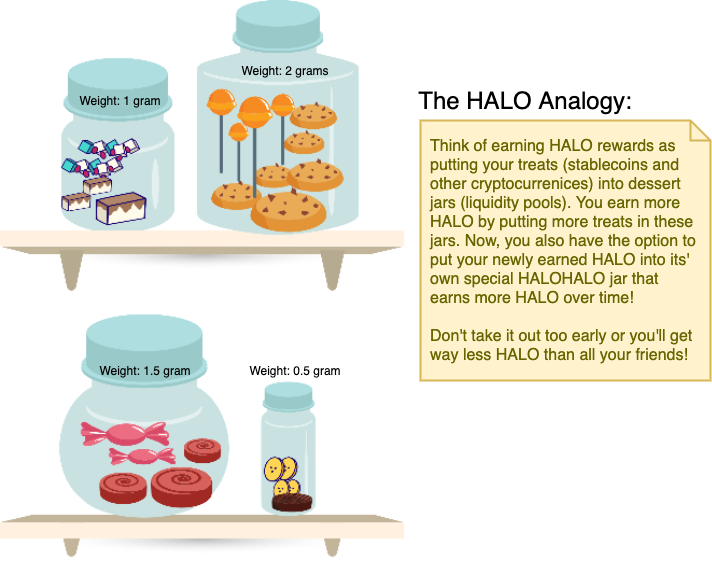 Weight: 2 grams
Weight: 1 gram
The HALO Analogy:
Think of earning HALO rewards as
putting your treats (stablecoins and
other cryptocurrenices) into dessert
jars (liquidity pools). You earn more
HALO by putting more treats in these
jars. Now, you also have the option to
put your newly earned HALO into its'
own special HALOHALO jar that
earns more HALO over time!
Don't take it out too early or you'll get
way less HALO than all your friends!
Weight: 1.5 gram
Weight: 0.5 gram